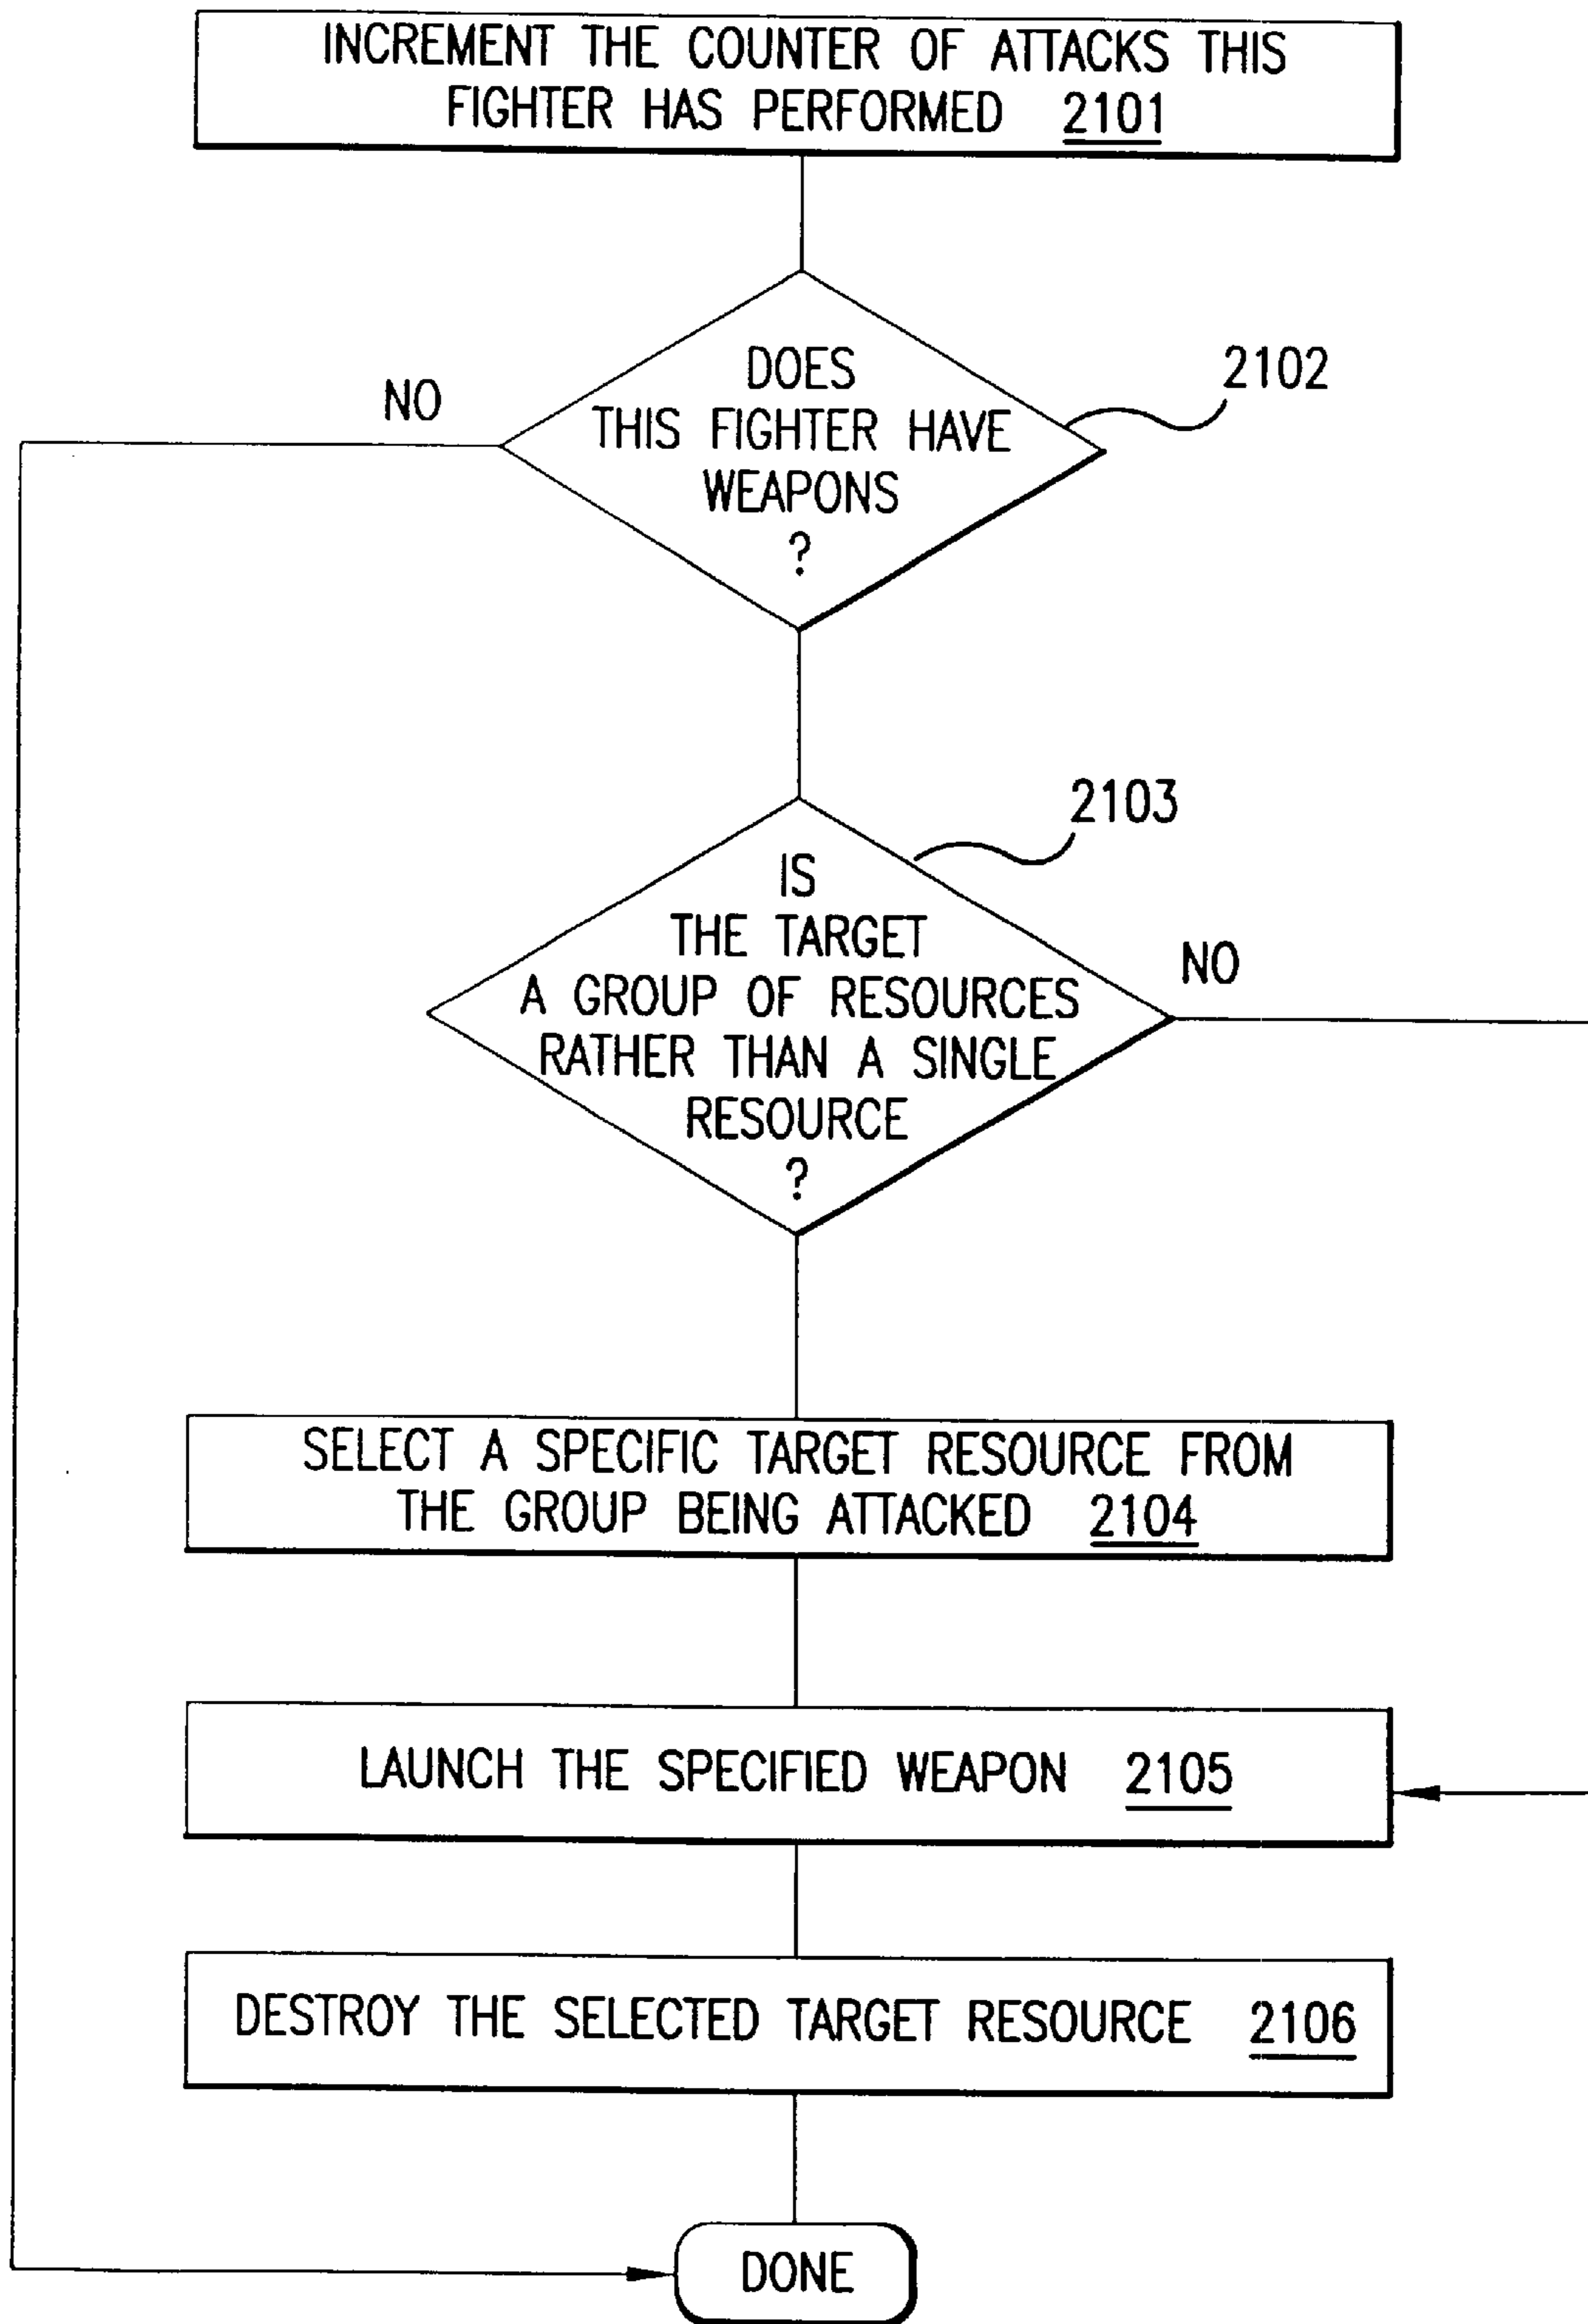 INCREMENT THE COUNTER OF ATTACKS THIS
FIGHTER HAS PERFORMED 2101
DOES
THIS FIGHTER HAVE
WEAPONS
?
NO
2102
IS
THE TARGET
A GROUP OF RESOURCES
RATHER THAN A SINGLE
RESOURCE
?
2103
NO
SELECT A SPECIFIC TARGET RESOURCE FROM
THE GROUP BEING ATTACKED 2104
LAUNCH THE SPECIFIED WEAPON 2105
DESTROY THE SELECTED TARGET RESOURCE 2106
DONE